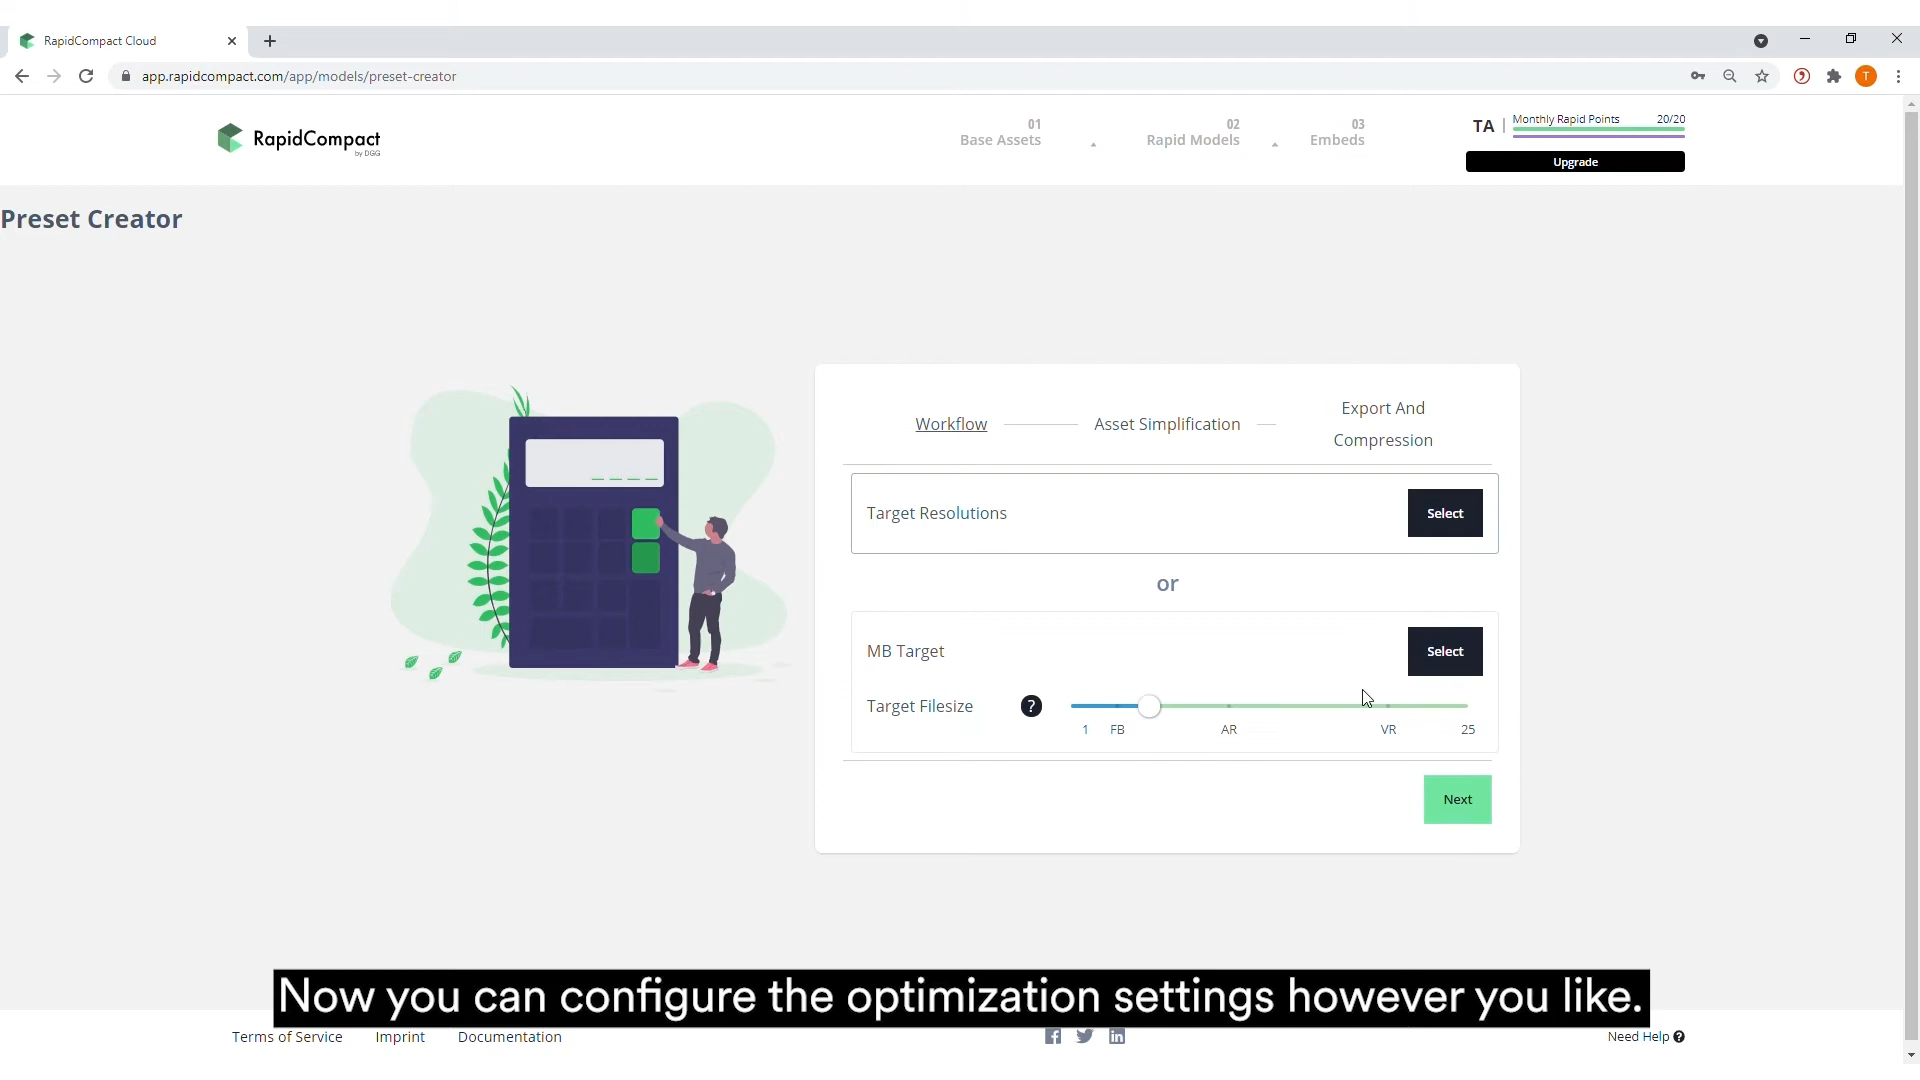 RapidCompact Cloud
app.rapidcompact.com/app/models/preset-creator
T
RapidCompact
by DGG
01
Base Assets
02
Rapid Models
03
Embeds
TA
Monthly Rapid Points 20/20
Upgrade
Preset Creator
Workflow
Asset Simplification
Export And
Compression
Target Resolutions
Select
or
MB Target
Select
Target Filesize ?
1 FB AR VR 25
Next
Now you can configure the optimization settings however you like.
Terms of Service Imprint Documentation
Need Help ?